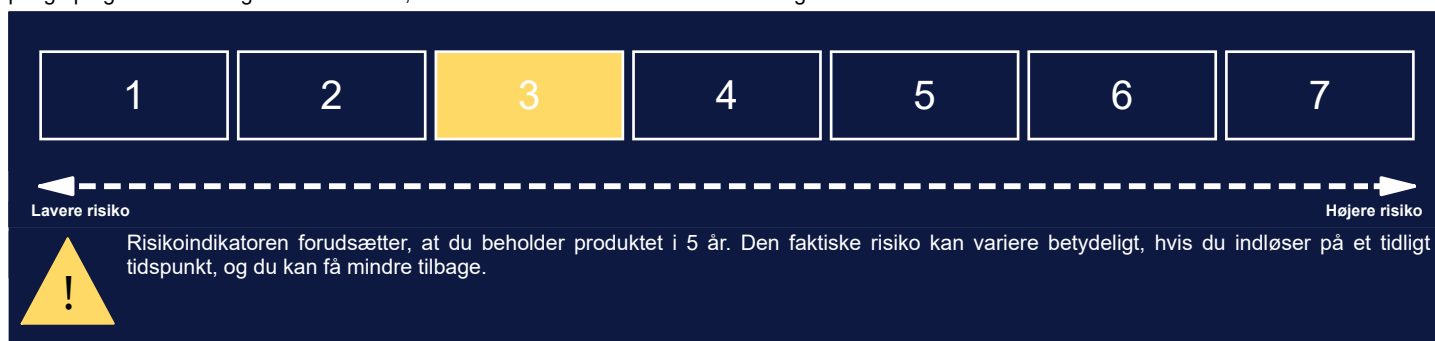 1 2 3 4 5 6 7
Lavere risiko Højere risiko
Risikoindikatoren forudsætter, at du beholder produktet i 5 år. Den faktiske risiko kan variere betydeligt, hvis du indløser på et tidligt
tidspunkt, og du kan få mindre tilbage.
!